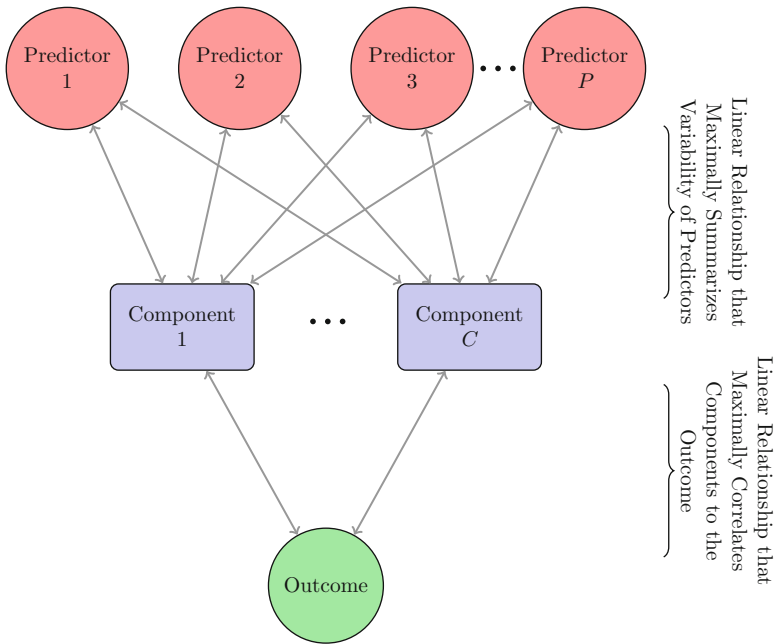 Predictor
1
Predictor
2
Predictor
3
Predictor
P
Linear Relationship that
Maximally Summarizes
Variability of Predictors
Component
1
Component
C
Linear Relationship that
Maximally Correlates
Components to the
Outcome
Outcome